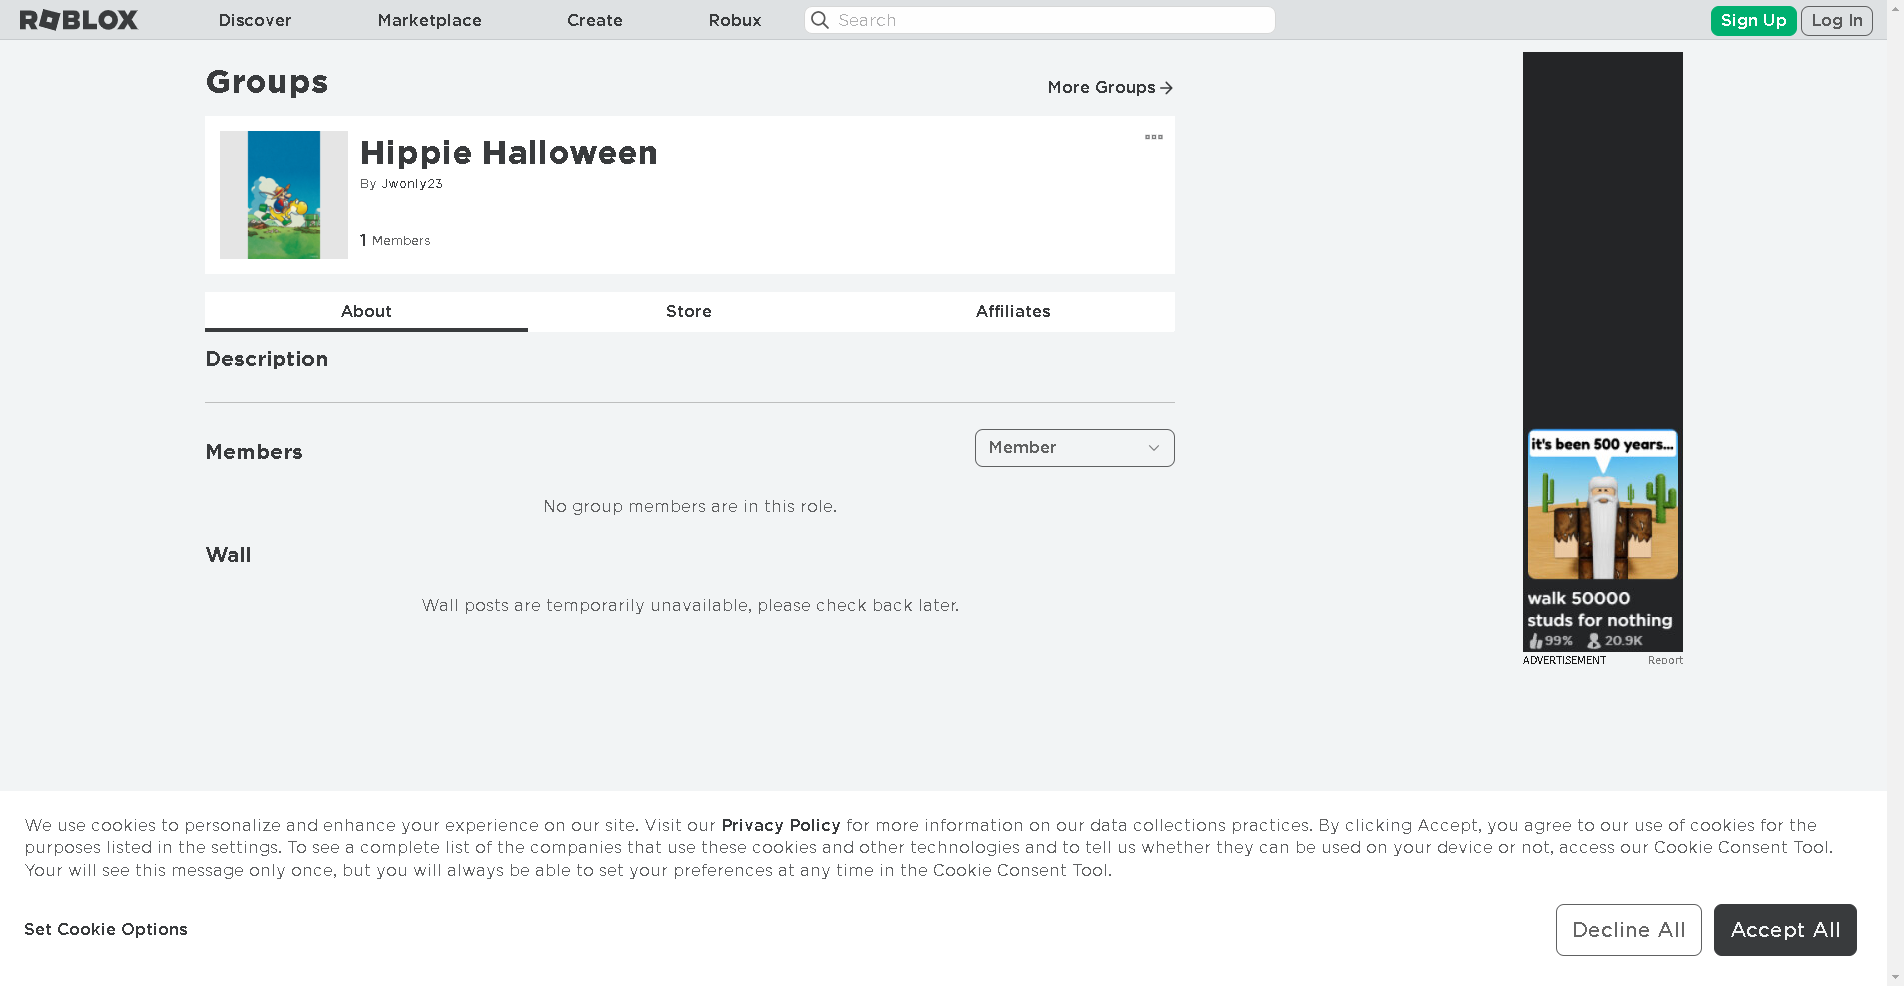 ROBLOX
Discover
Marketplace
Create
Robux
Search
Sign Up
Log In
Groups
More Groups
Hippie Halloween
By Jwonly23
1 Members
About
Store
Affiliates
Description
Members
Member
No group members are in this role.
Wall
Wall posts are temporarily unavailable, please check back later.
it's been 500 years...
walk 50000
studs for nothing
99% 20.9K
ADVERTISEMENT
Report
We use cookies to personalize and enhance your experience on our site. Visit our Privacy Policy for more information on our data collections practices. By clicking Accept, you agree to our use of cookies for the
purposes listed in the settings. To see a complete list of the companies that use these cookies and other technologies and to tell us whether they can be used on your device or not, access our Cookie Consent Tool.
Your will see this message only once, but you will always be able to set your preferences at any time in the Cookie Consent Tool.
Set Cookie Options
Decline All
Accept All